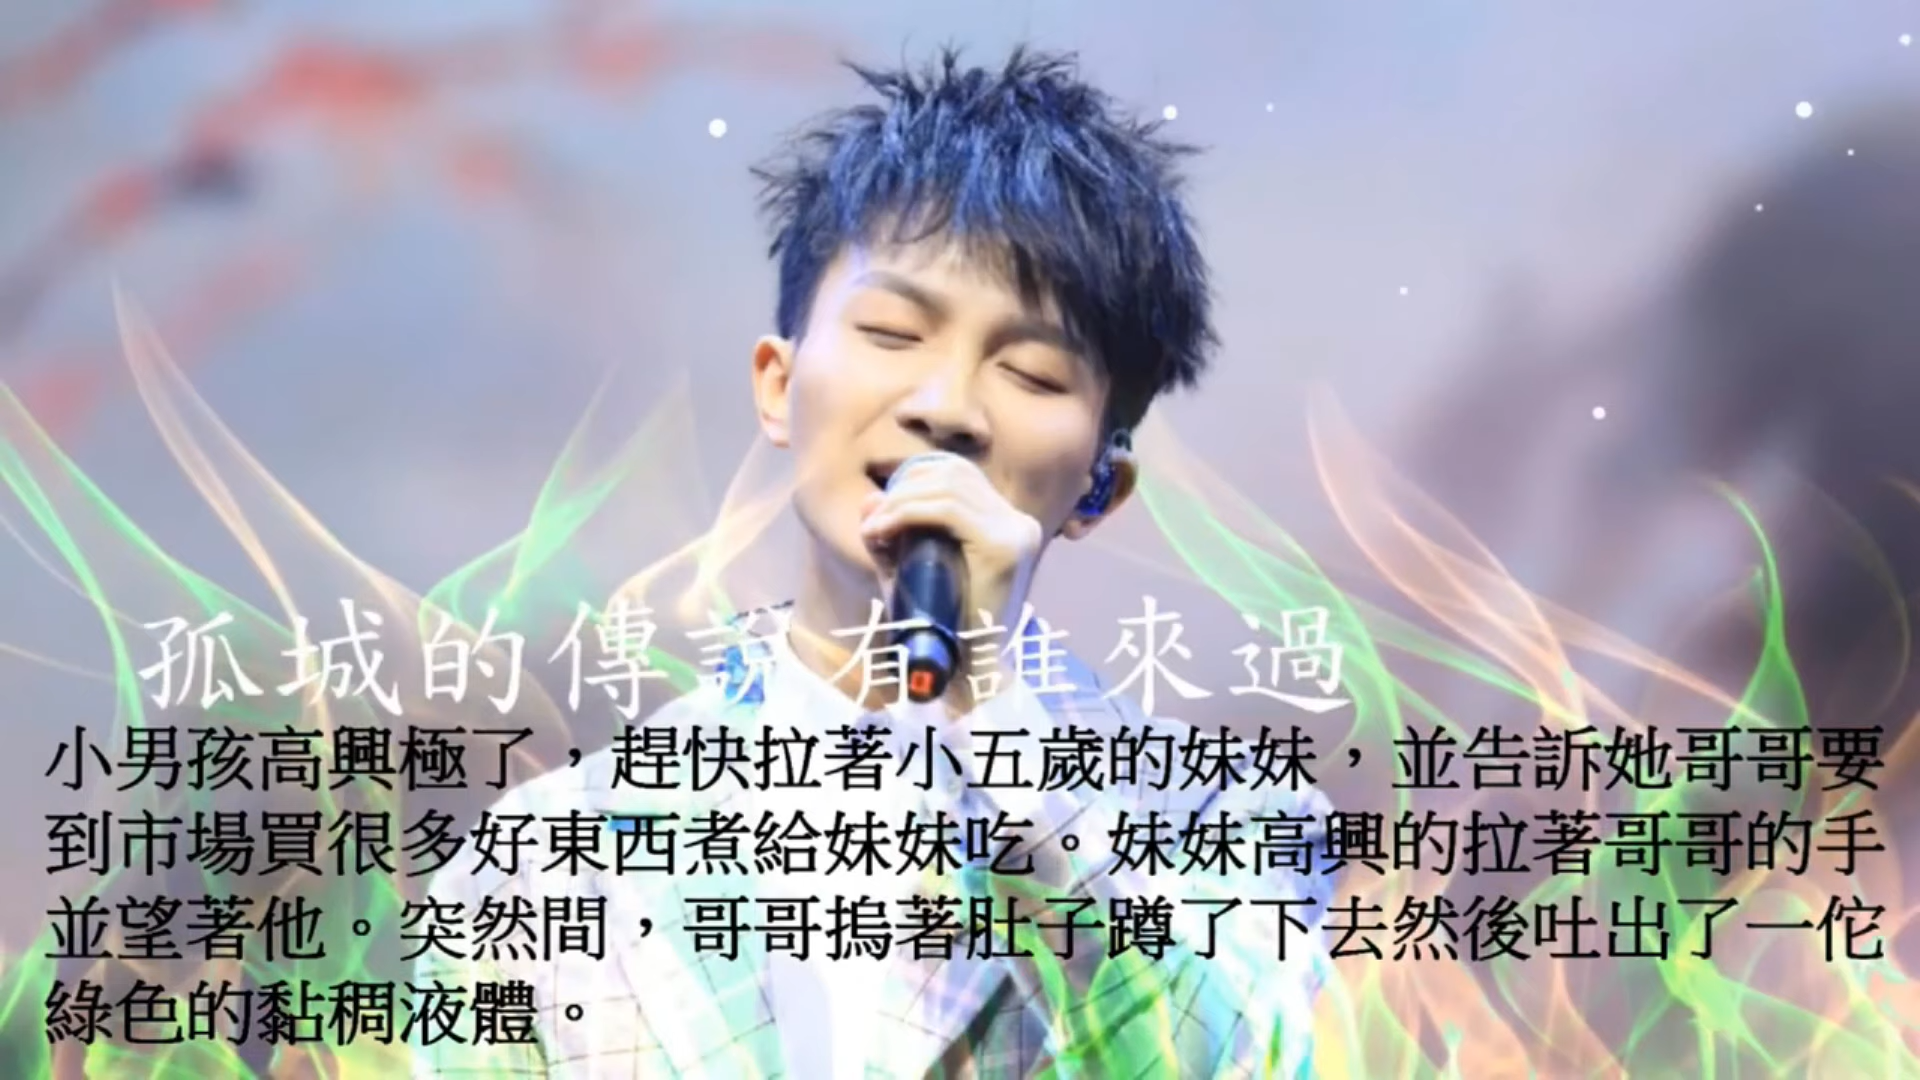 孤城的傳說有誰來過
小男孩高興極了，趕快拉著小五歲的妹妹，並告訴她哥哥要
到市場買很多好東西煮給妹妹吃。妹妹高興的拉著哥哥的手
並望著他。突然間，哥哥摀著肚子蹲了下去然後吐出了一佗
綠色的黏稠液體。